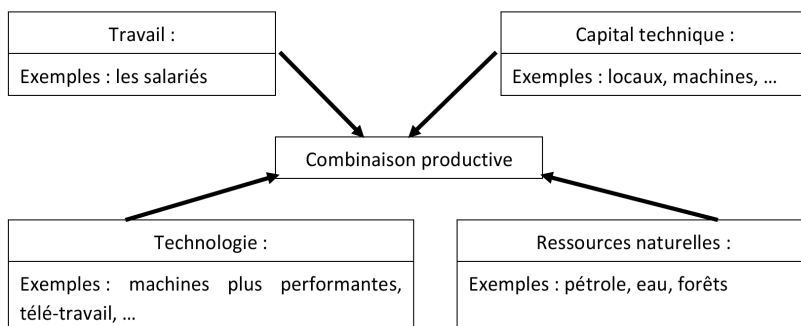 Travail :
Exemples : les salariés
Capital technique :
Exemples : locaux, machines, …
Combinaison productive
Technologie :
Exemples : machines plus performantes,
télé-travail, …
Ressources naturelles :
Exemples : pétrole, eau, forêts